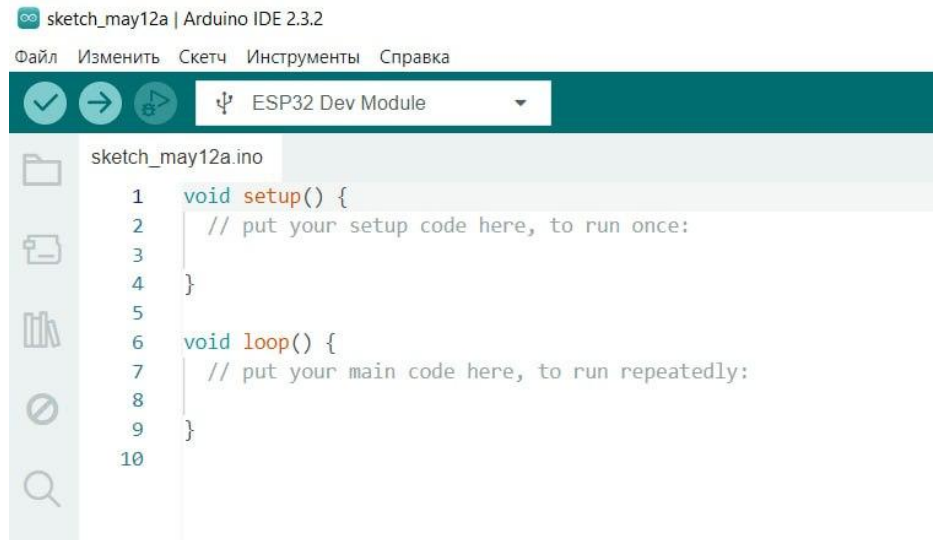 sketch_may12a | Arduino IDE 2.3.2
Файл Изменить Скетч Инструменты Справка
ESP32 Dev Module
sketch_may12a.ino
1 void setup() {
2 // put your setup code here, to run once:
3
4 }
5
6 void loop() {
7 // put your main code here, to run repeatedly:
8
9 }
10